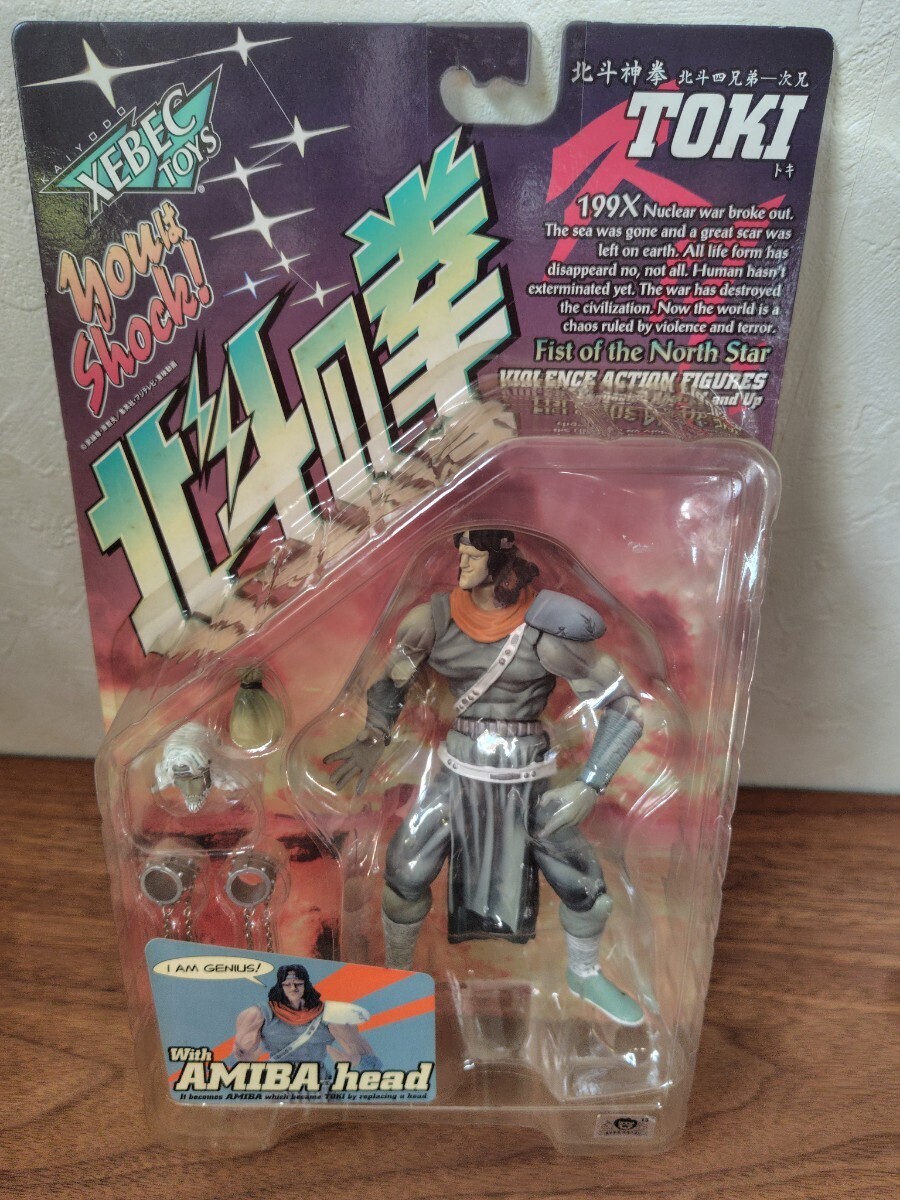 KAIYODO
XEBEC
TOYS
Youは
Shock!
北斗の拳
北斗神拳 北斗四兄弟—次兄
TOKI
トキ
199X Nuclear war broke out.
The sea was gone and a great scar was
left on earth. All life form has
disappeard no, not all. Human hasn't
exterminated yet. The war has destroyed
the civilization. Now the world is a
chaos ruled by violence and terror.
Fist of the North Star
VIOLENCE ACTION FIGURES
and Up
I AM GENIUS!
With
AMIBA head
It becomes AMIBA which became TOKI by replacing a head